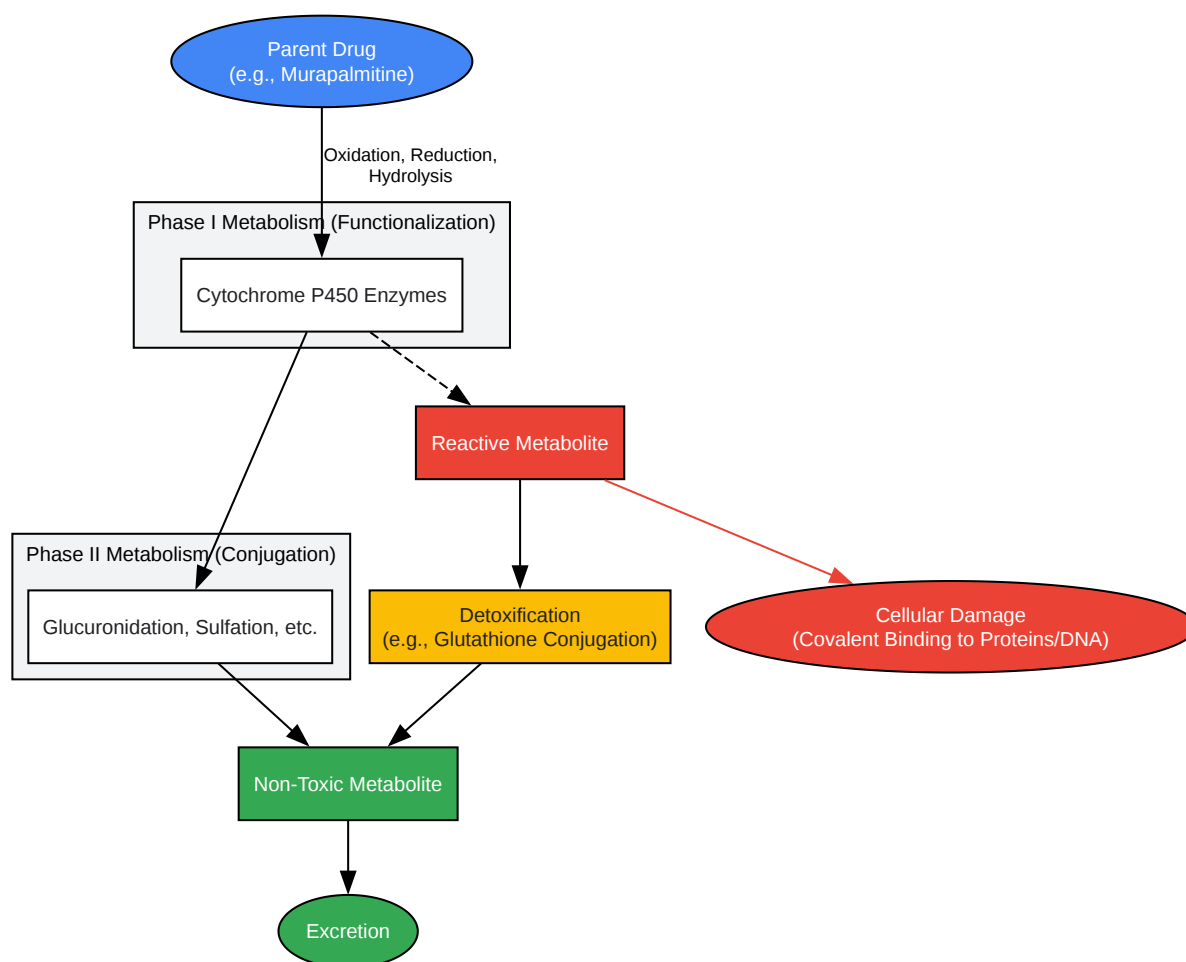 Parent Drug
(e.g., Murapalmitine)
Oxidation, Reduction,
Hydrolysis
Phase I Metabolism (Functionalization)
Cytochrome P450 Enzymes
Reactive Metabolite
Phase II Metabolism (Conjugation)
Glucuronidation, Sulfation, etc.
Detoxification
(e.g., Glutathione Conjugation)
Cellular Damage
(Covalent Binding to Proteins/DNA)
Non-Toxic Metabolite
Excretion